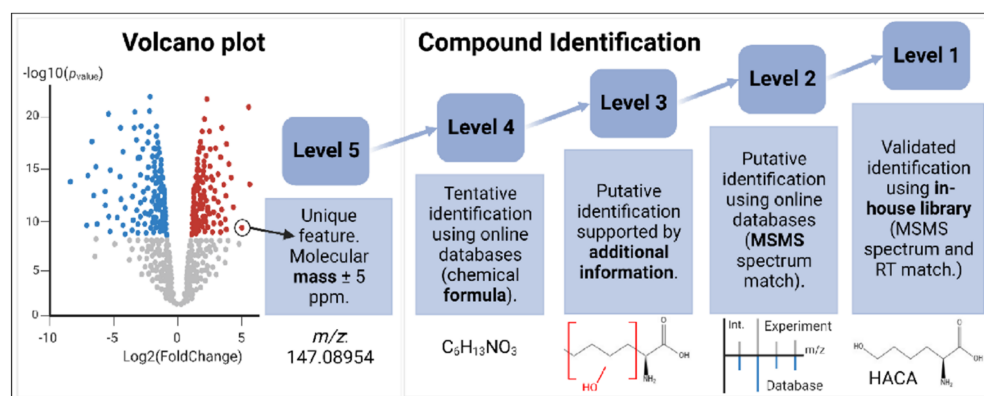 Volcano plot
-log10(pvalue)
20
15
10
5
-10
-5
0
5
Log2(FoldChange)
Level 5
Unique
feature.
Molecular
mass ± 5
ppm.
m/z:
147.08954
Compound Identification
Level 4
Tentative
identification
using online
databases
(chemical
formula).
C₆H₁₃NO₃
Level 3
Putative
identification
supported by
additional
information.
HO
O
OH
NH₂
Level 2
Putative
identification
using online
databases
(MSMS
spectrum
match).
Int.
Experiment
m/z
Database
Level 1
Validated
identification
using in-
house library
(MSMS
spectrum and
RT match.)
HO
O
OH
NH₂
HACA